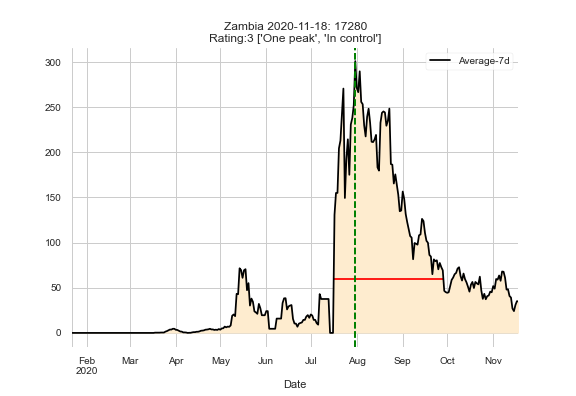 Zambia 2020-11-18: 17280
Rating:3 ['One peak', 'In control']
Average-7d
300
250
200
150
100
50
0
Feb Mar Apr May Jun Jul Aug Sep Oct Nov
2020
Date